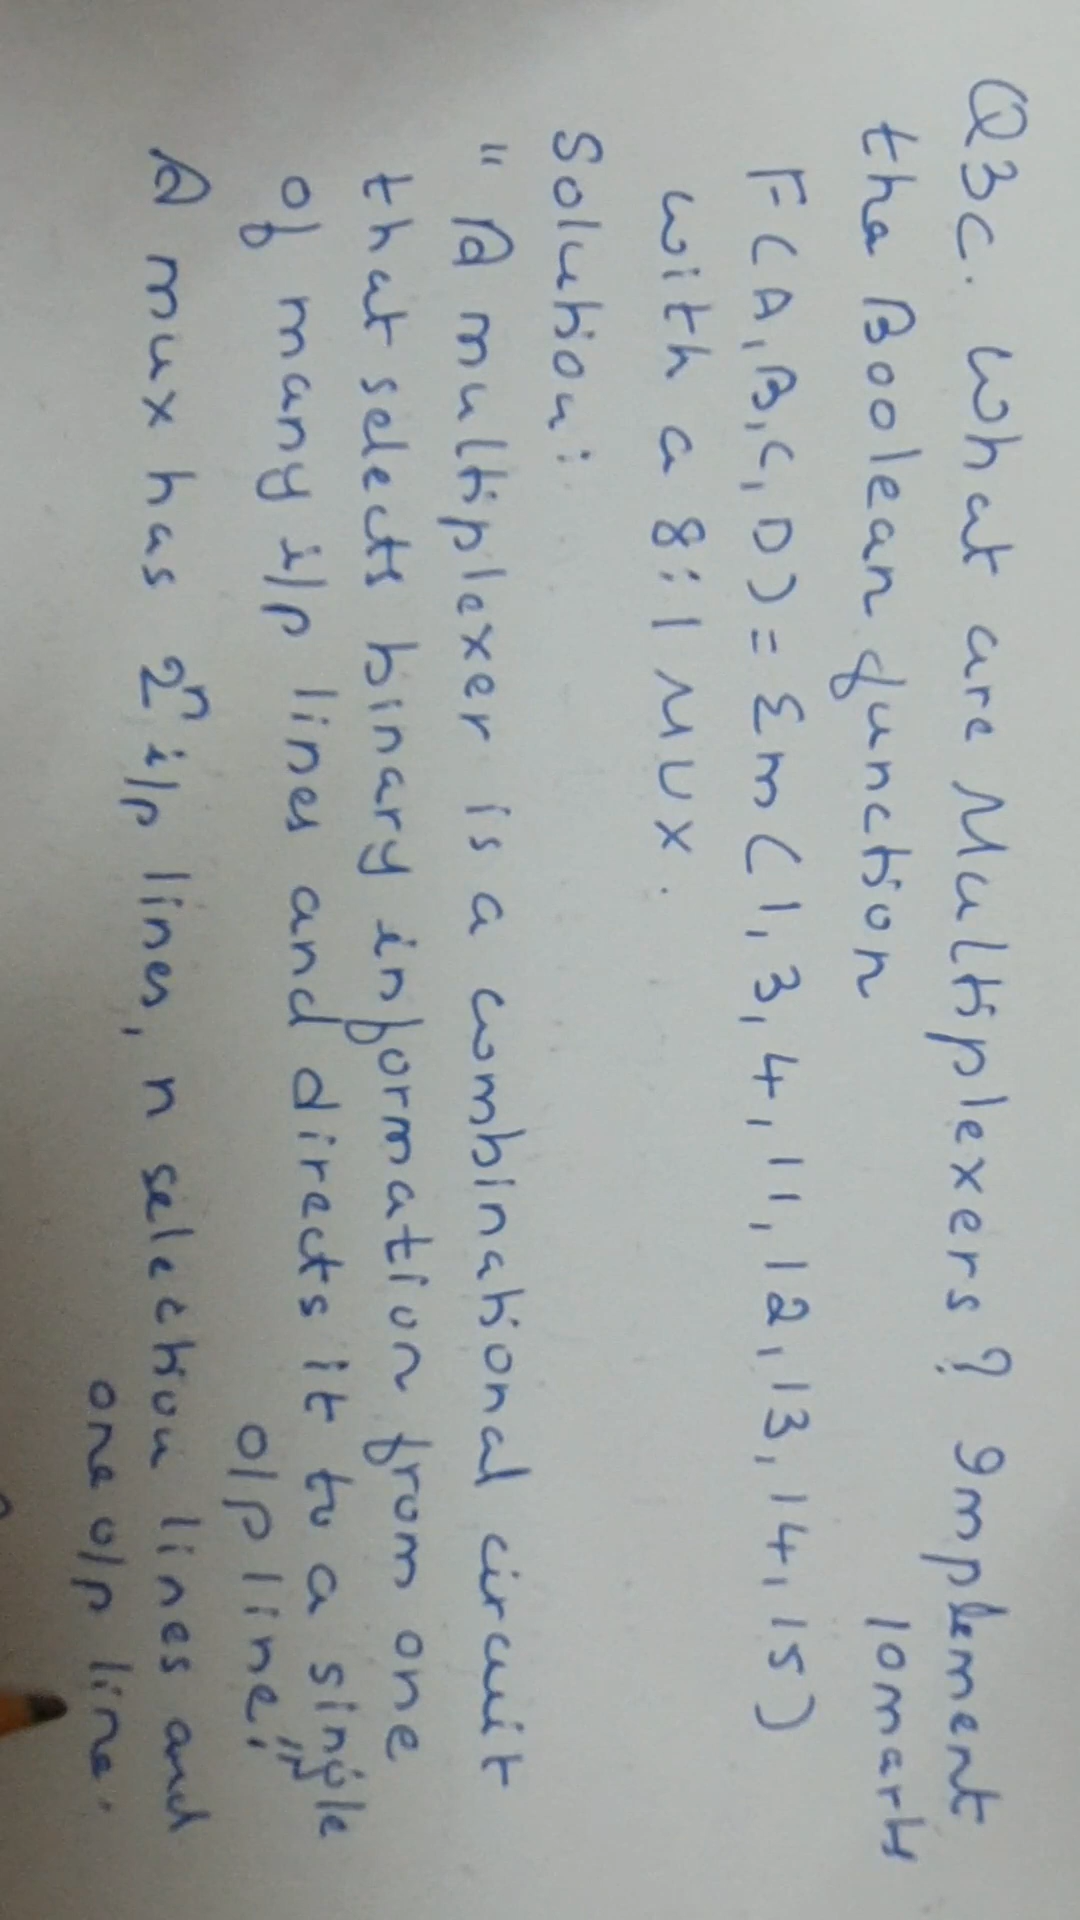 Q3c. What are Multiplexers? Implement
the Boolean function 10marks
F(A,B,C,D)=Σm(1,3,4,11,12,13,14,15)
with a 8:1 MUX.
Solution:
" A multiplexer is a combinational circuit
that selects binary information from one
of many i/p lines and directs it to a single
o/p line."
A mux has 2ⁿ i/p lines, n selection lines and
one o/p line.